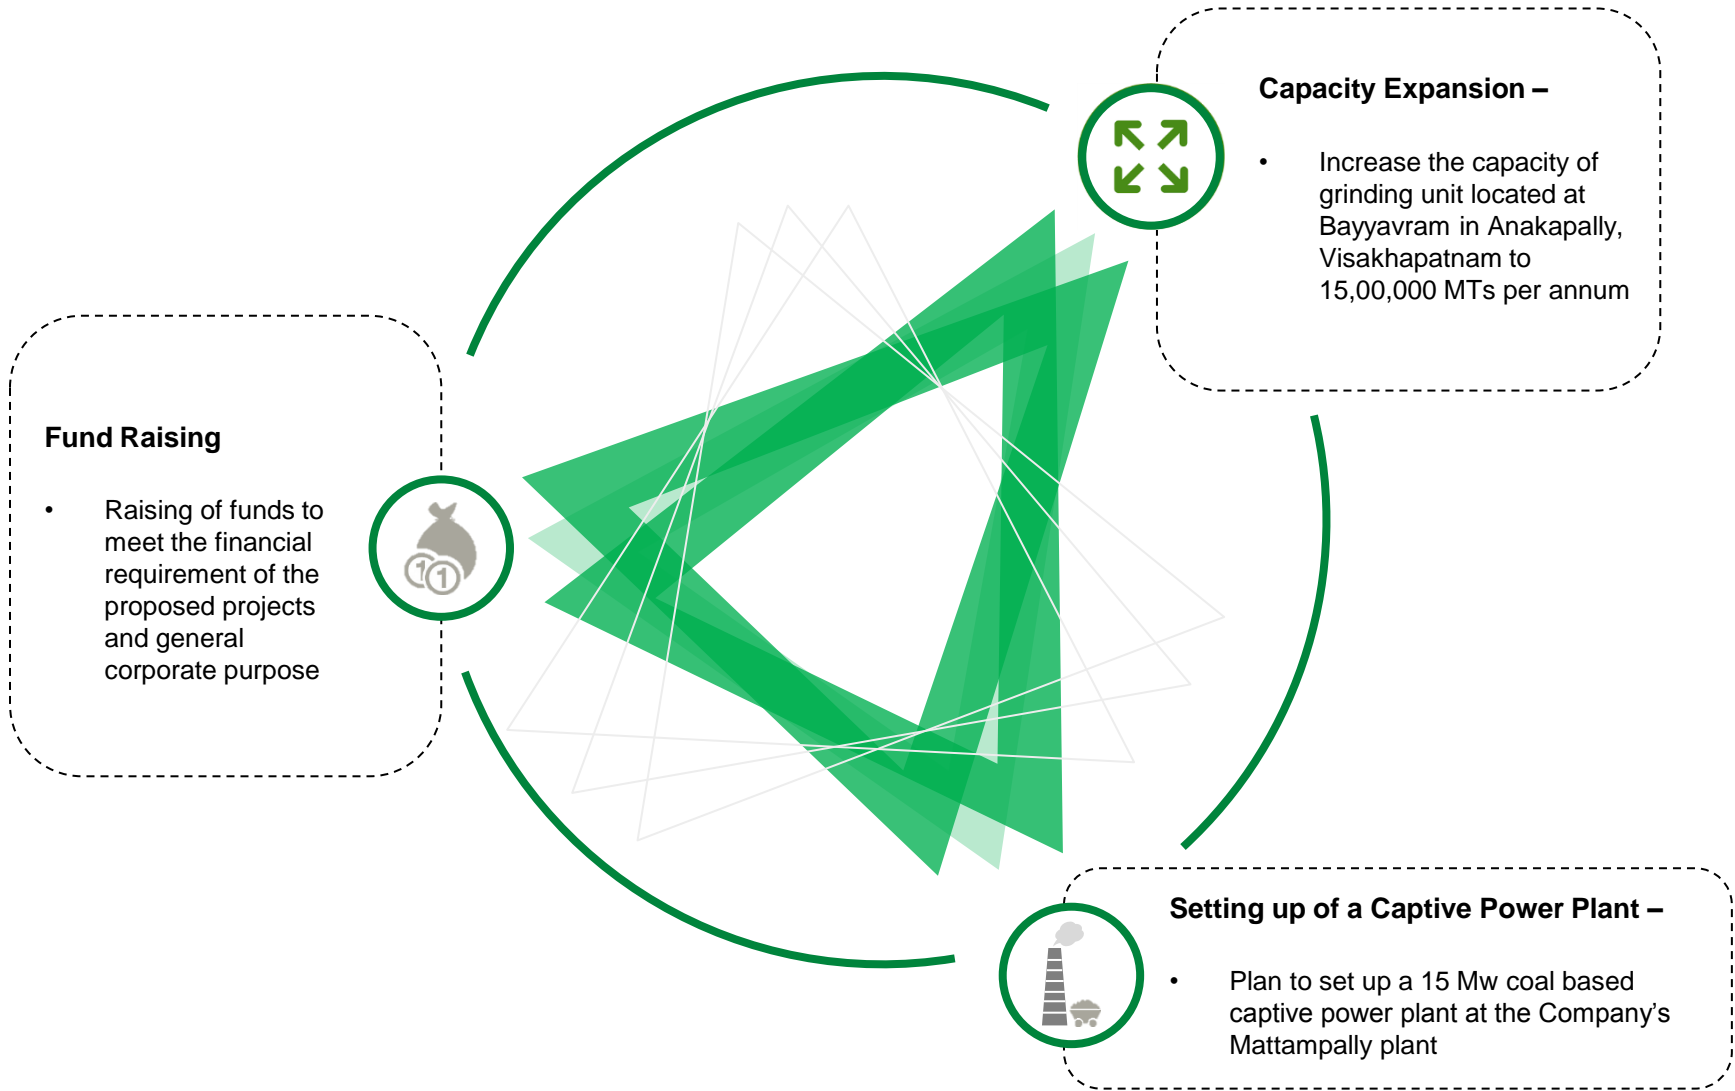 Capacity Expansion –
• Increase the capacity of
grinding unit located at
Bayyavram in Anakapally,
Visakhapatnam to
15,00,000 MTs per annum
Fund Raising
• Raising of funds to
meet the financial
requirement of the
proposed projects
and general
corporate purpose
1 1
Setting up of a Captive Power Plant –
• Plan to set up a 15 Mw coal based
captive power plant at the Company’s
Mattampally plant